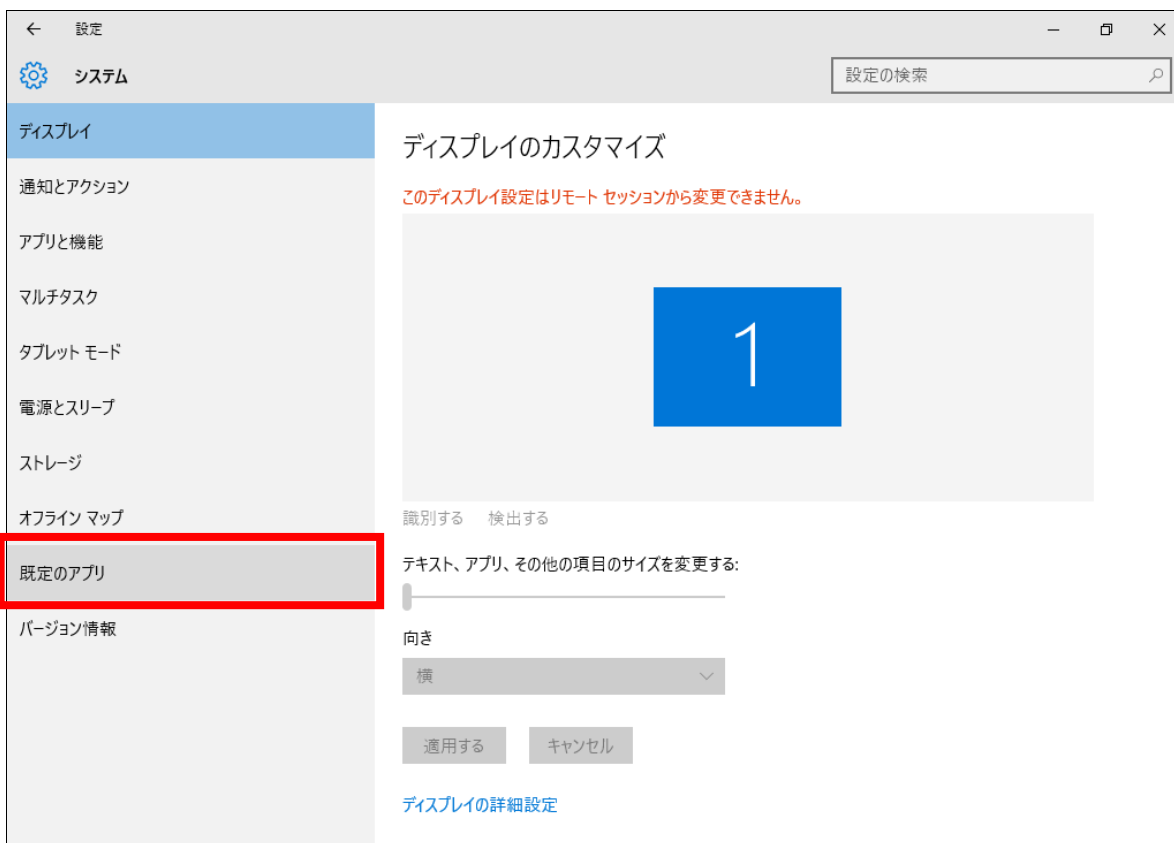 ← 設定
システム
設定の検索
ディスプレイ
通知とアクション
アプリと機能
マルチタスク
タブレット モード
電源とスリープ
ストレージ
オフライン マップ
既定のアプリ
バージョン情報
ディスプレイのカスタマイズ
このディスプレイ設定はリモート セッションから変更できません。
1
識別する 検出する
テキスト、アプリ、その他の項目のサイズを変更する:
向き
横
適用する キャンセル
ディスプレイの詳細設定